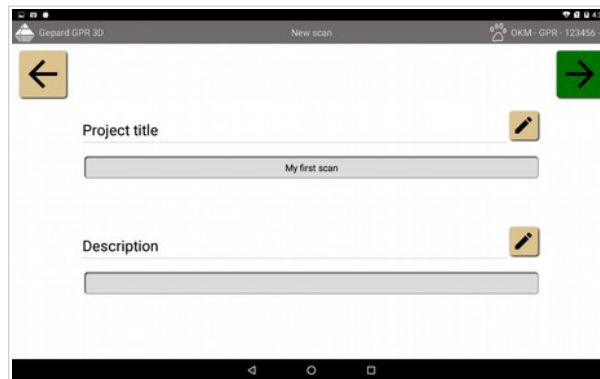 Gepard GPR 3D New scan OKM - GPR - 123456 -
Project title
My first scan
Description